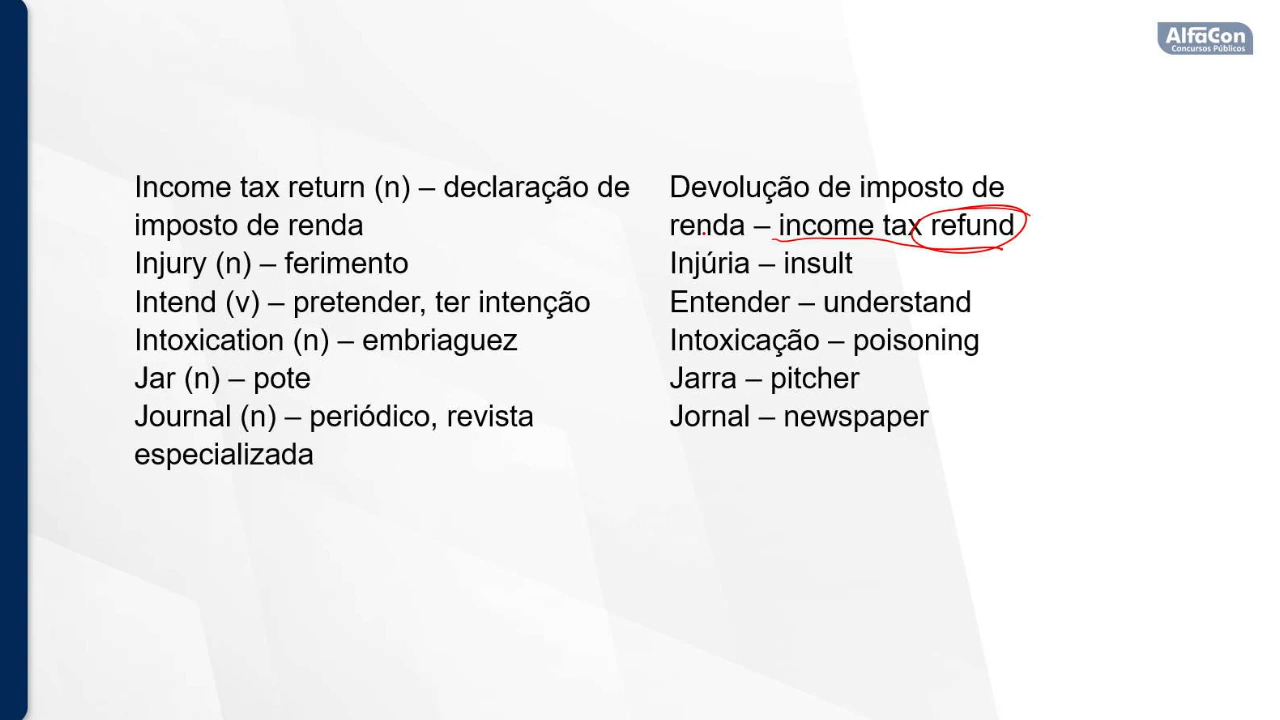 AlfaCon
Concursos Públicos
Income tax return (n) – declaração de
imposto de renda
Injury (n) – ferimento
Intend (v) – pretender, ter intenção
Intoxication (n) – embriaguez
Jar (n) – pote
Journal (n) – periódico, revista
especializada
Devolução de imposto de
renda – income tax refund
Injúria – insult
Entender – understand
Intoxicação – poisoning
Jarra – pitcher
Jornal – newspaper